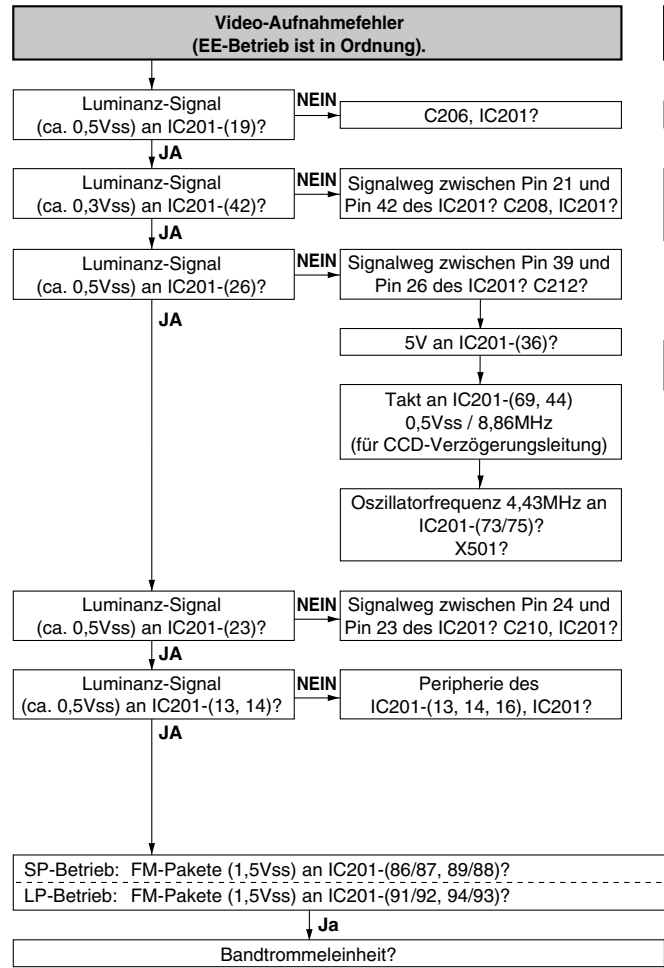 Video-Aufnahmefehler
(EE-Betrieb ist in Ordnung).
Luminanz-Signal
(ca. 0,5Vss) an IC201-(19)?
NEIN
C206, IC201?
JA
Luminanz-Signal
(ca. 0,3Vss) an IC201-(42)?
NEIN
Signalweg zwischen Pin 21 und
Pin 42 des IC201? C208, IC201?
JA
Luminanz-Signal
(ca. 0,5Vss) an IC201-(26)?
NEIN
Signalweg zwischen Pin 39 und
Pin 26 des IC201? C212?
JA
5V an IC201-(36)?
Takt an IC201-(69, 44)
0,5Vss / 8,86MHz
(für CCD-Verzögerungsleitung)
Oszillatorfrequenz 4,43MHz an
IC201-(73/75)?
X501?
Luminanz-Signal
(ca. 0,5Vss) an IC201-(23)?
NEIN
Signalweg zwischen Pin 24 und
Pin 23 des IC201? C210, IC201?
JA
Luminanz-Signal
(ca. 0,5Vss) an IC201-(13, 14)?
NEIN
Peripherie des
IC201-(13, 14, 16), IC201?
JA
SP-Betrieb: FM-Pakete (1,5Vss) an IC201-(86/87, 89/88)?
LP-Betrieb: FM-Pakete (1,5Vss) an IC201-(91/92, 94/93)?
Ja
Bandtrommeleinheit?